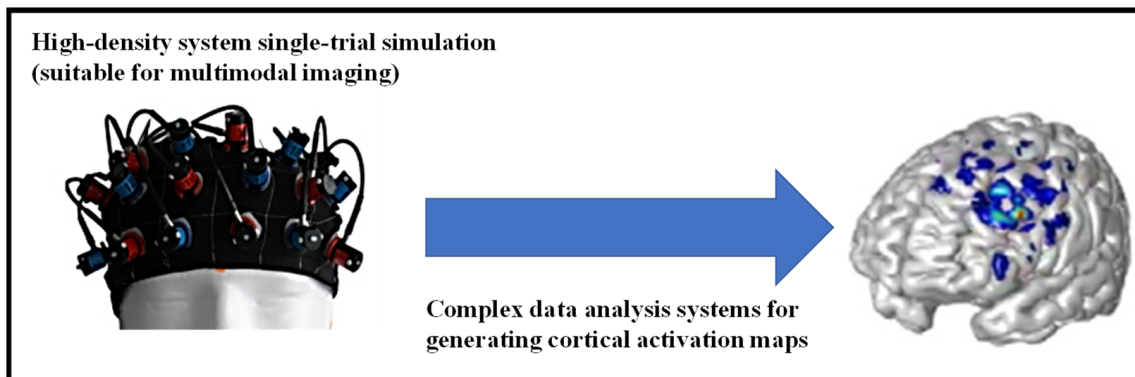 High-density system single-trial simulation
(suitable for multimodal imaging)
Complex data analysis systems for
generating cortical activation maps